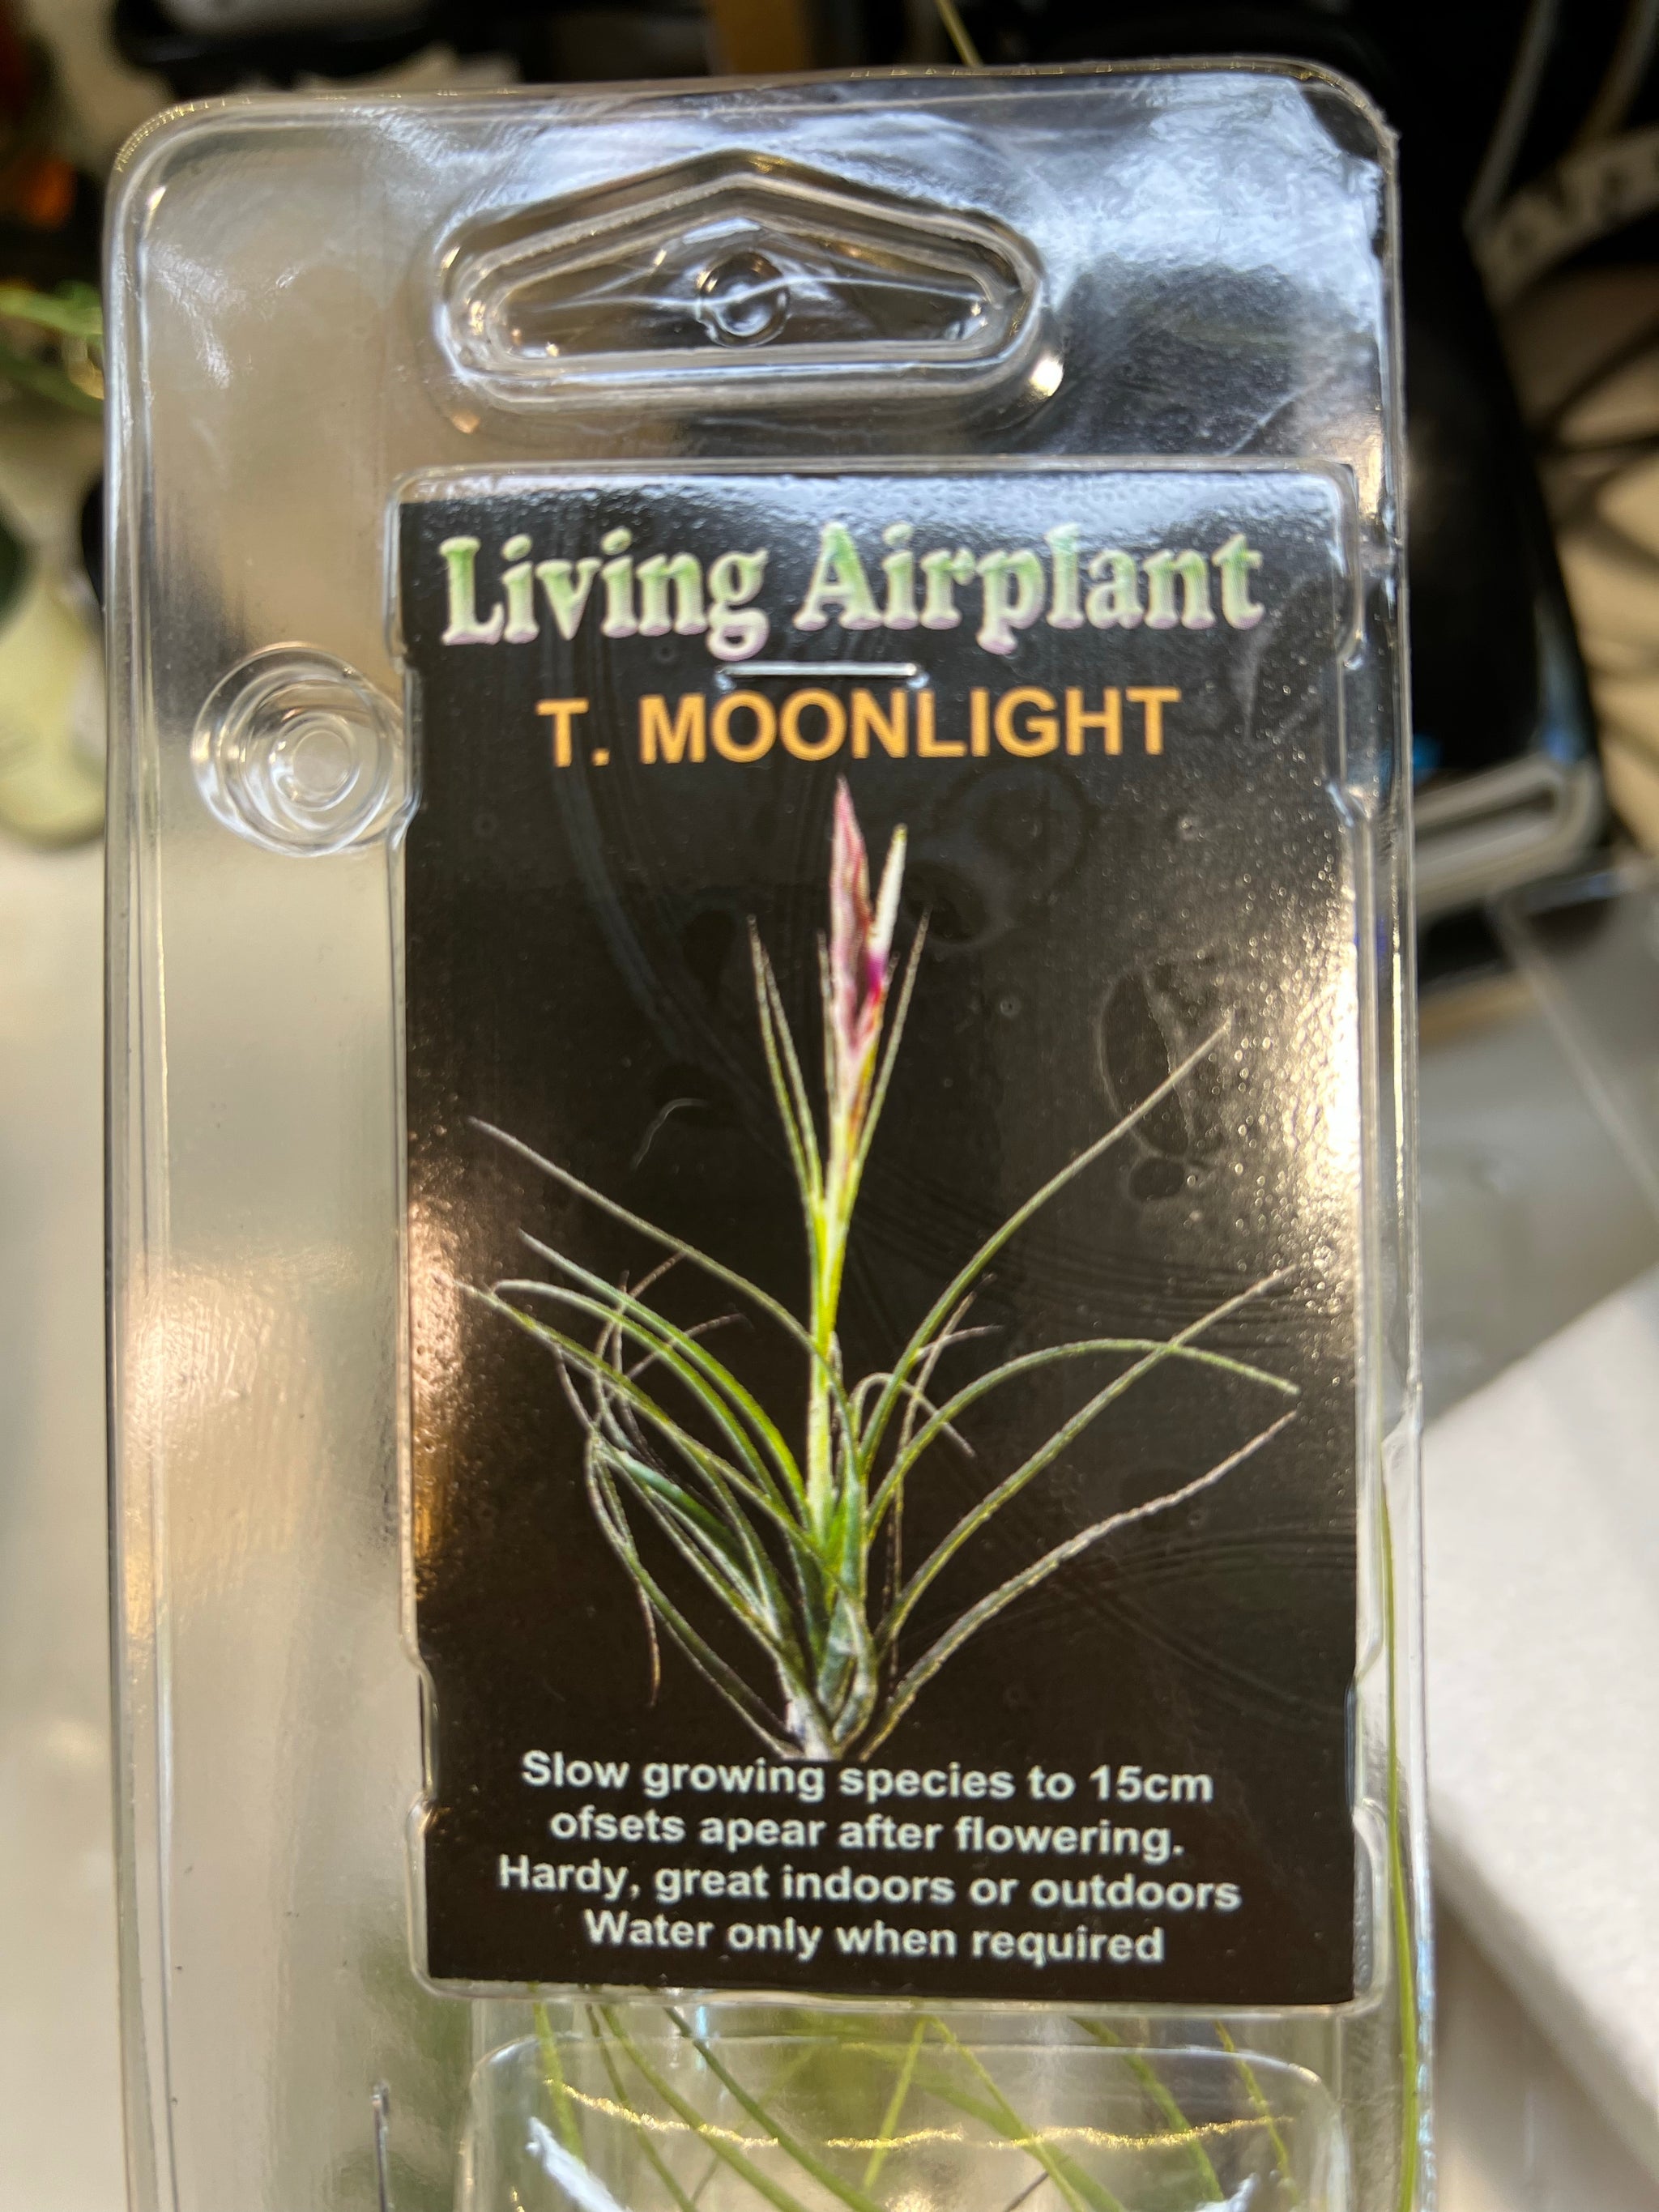 Living Airplant
T. MOONLIGHT
Slow growing species to 15cm
ofsets apear after flowering.
Hardy, great indoors or outdoors
Water only when required